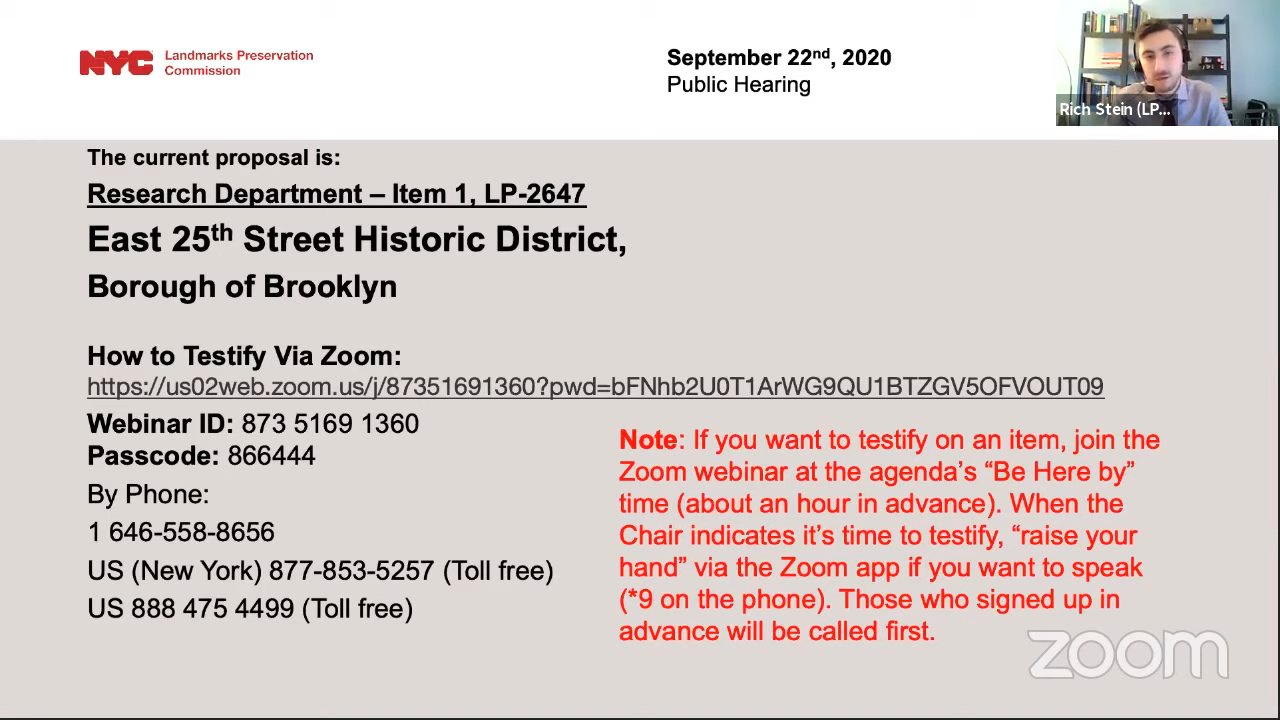 NYC
Landmarks Preservation
Commission
September 22nd, 2020
Public Hearing
Rich Stein (LP...
The current proposal is:
Research Department – Item 1, LP-2647
East 25th Street Historic District,
Borough of Brooklyn
How to Testify Via Zoom:
https://us02web.zoom.us/j/87351691360?pwd=bFNhb2U0T1ArWG9QU1BTZGV5OFVOUT09
Webinar ID: 873 5169 1360
Passcode: 866444
By Phone:
1 646-558-8656
US (New York) 877-853-5257 (Toll free)
US 888 475 4499 (Toll free)
Note: If you want to testify on an item, join the
Zoom webinar at the agenda’s “Be Here by”
time (about an hour in advance). When the
Chair indicates it’s time to testify, “raise your
hand” via the Zoom app if you want to speak
(*9 on the phone). Those who signed up in
advance will be called first.
zoom